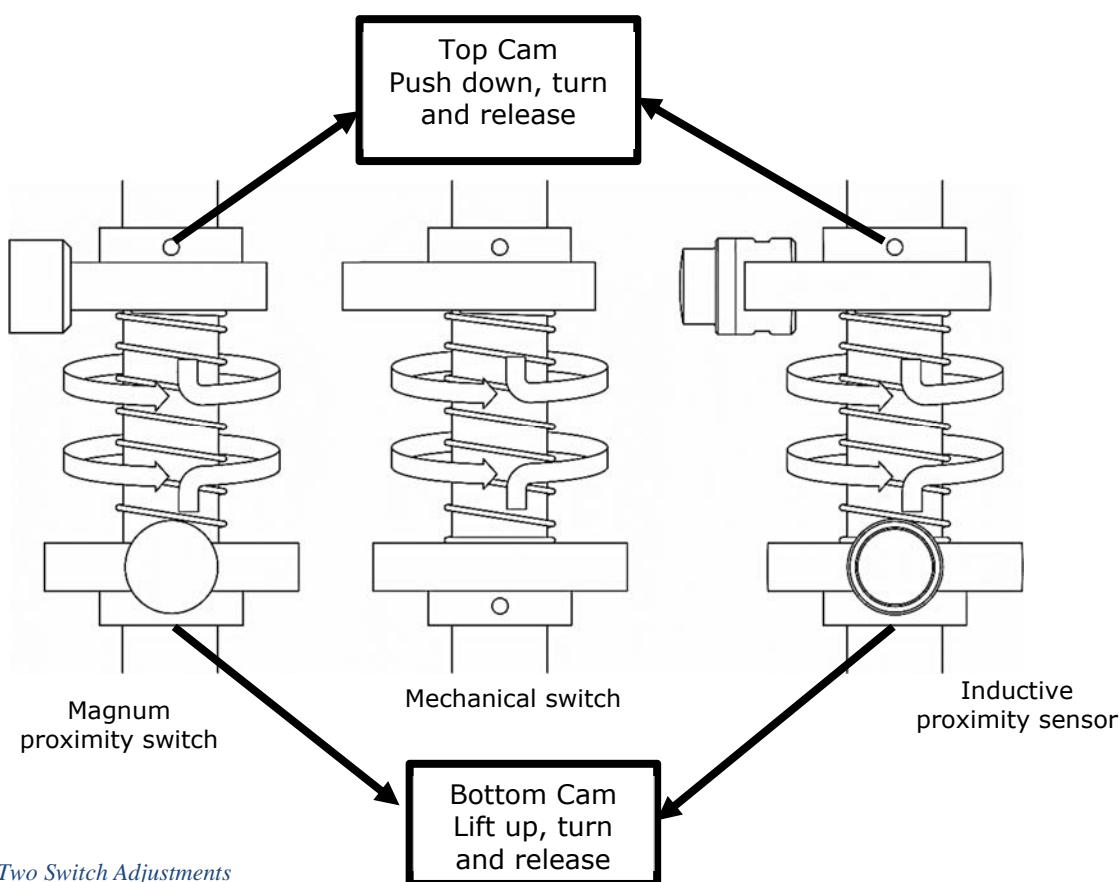 Top Cam
Push down, turn
and release
Magnum
proximity switch
Mechanical switch
Inductive
proximity sensor
Bottom Cam
Lift up, turn
and release
Two Switch Adjustments